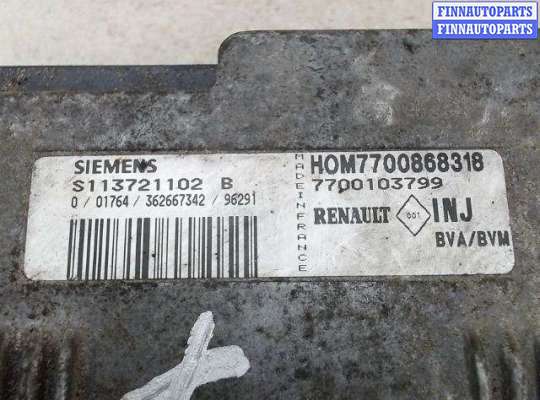 FINNAUTOPARTS
FINNAUTOPARTS
SIEMENS
S113721102 B
0 / 01764 / 362667342 / 96291
MADE IN FRANCE
HOM7700868318
7700103799
RENAULT 001 INJ
BVA/BVM